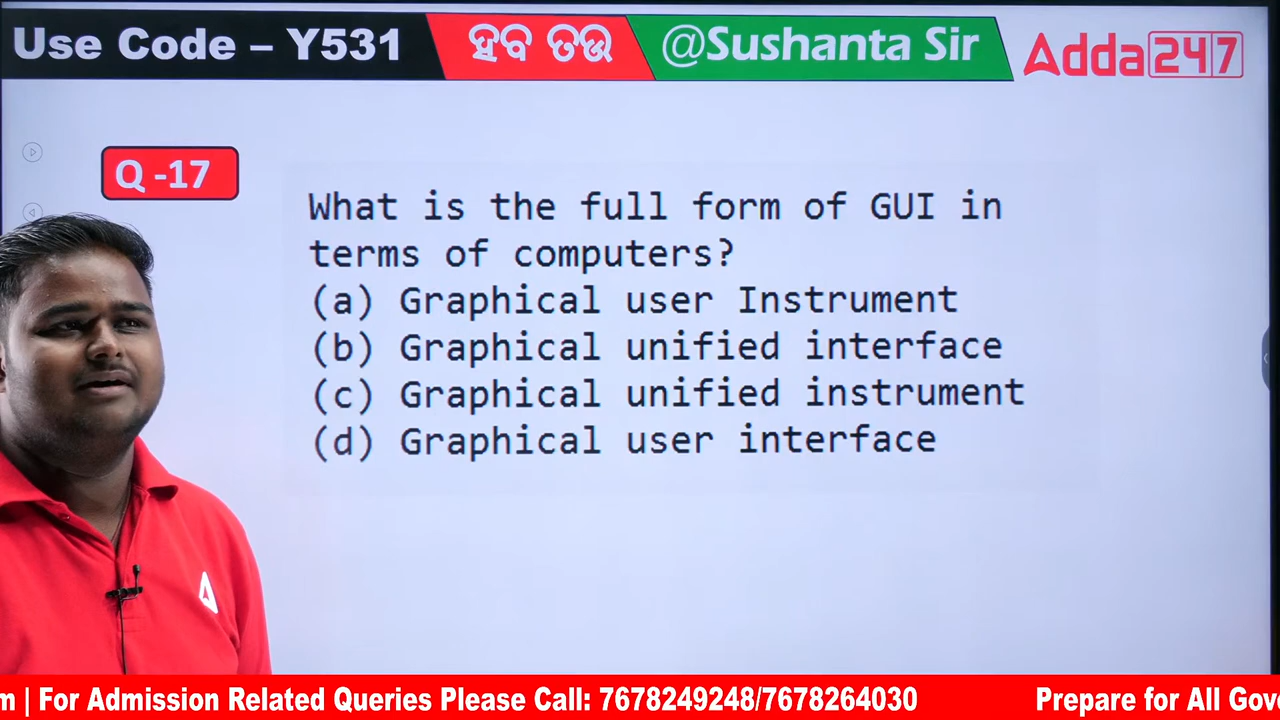 Use Code – Y531
ହବ ତଉ
@Sushanta Sir
Adda247
Q -17
What is the full form of GUI in
terms of computers?
(a) Graphical user Instrument
(b) Graphical unified interface
(c) Graphical unified instrument
(d) Graphical user interface
m | For Admission Related Queries Please Call: 7678249248/7678264030
Prepare for All Gov